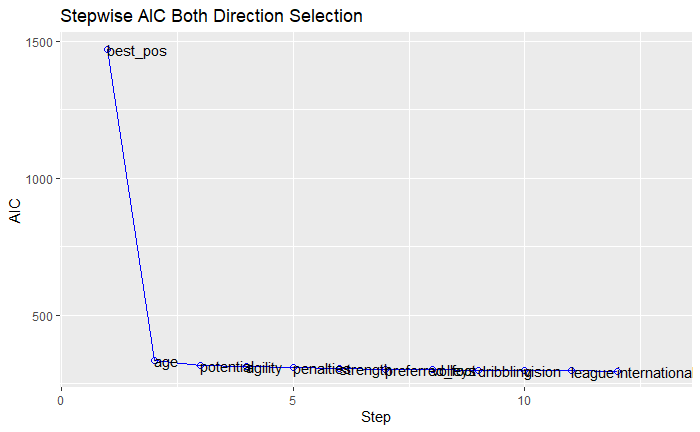 Stepwise AIC Both Direction Selection
1500
1000
500
AIC
best_pos
age
potential
agility
penalties
strength
preferred_foot
volleys
dribbling
vision
league
international
0
5
10
Step